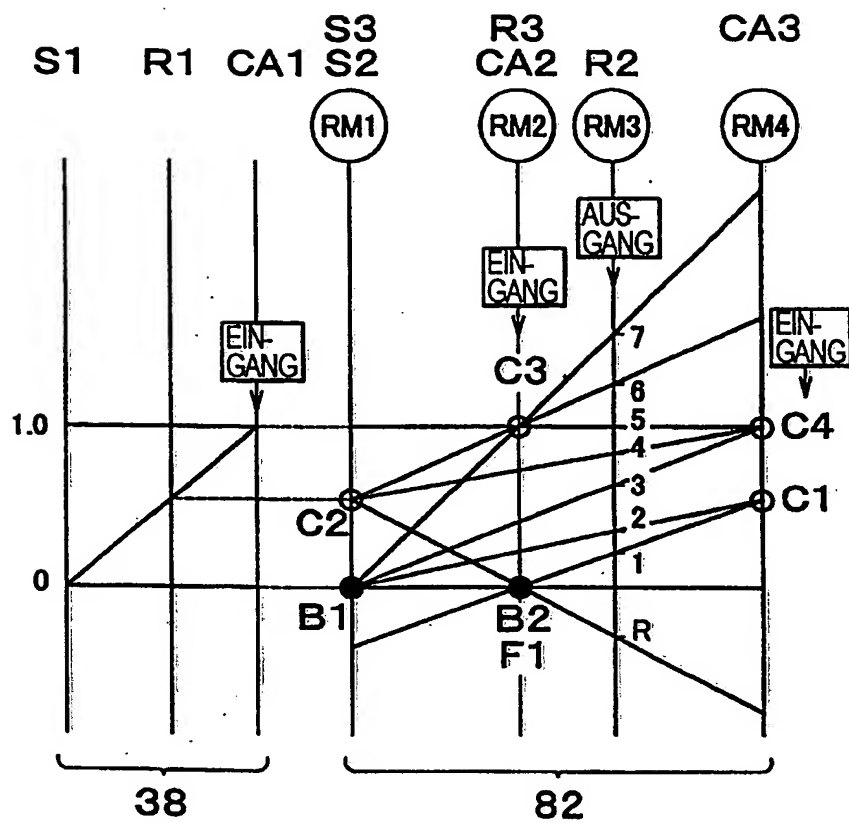 S3 R3 CA3
S1 R1 CA1 S2 CA2 R2
RM1 RM2 RM3 RM4
AUS-
GANG
EIN-
GANG
EIN-
GANG
EIN-
GANG
7
C3
6
1.0
5
C4
4
3
C2
2
C1
1
0
B1
B2
F1
R
38
82